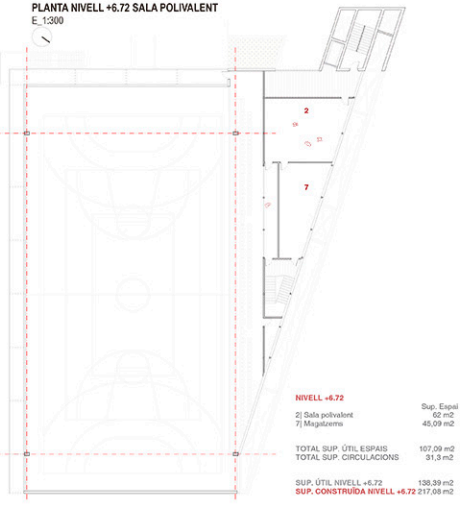 PLANTA NIVELL +6.72 SALA POLIVALENT
E_1:300
2
7
NIVELL +6.72
Sup. Espai
2| Sala polivalent 62 m2
7| Magatzems 45,09 m2
TOTAL SUP. ÚTIL ESPAIS 107,09 m2
TOTAL SUP. CIRCULACIONS 31,3 m2
SUP. ÚTIL NIVELL +6.72 138,39 m2
SUP. CONSTRUÏDA NIVELL +6.72 217,08 m2